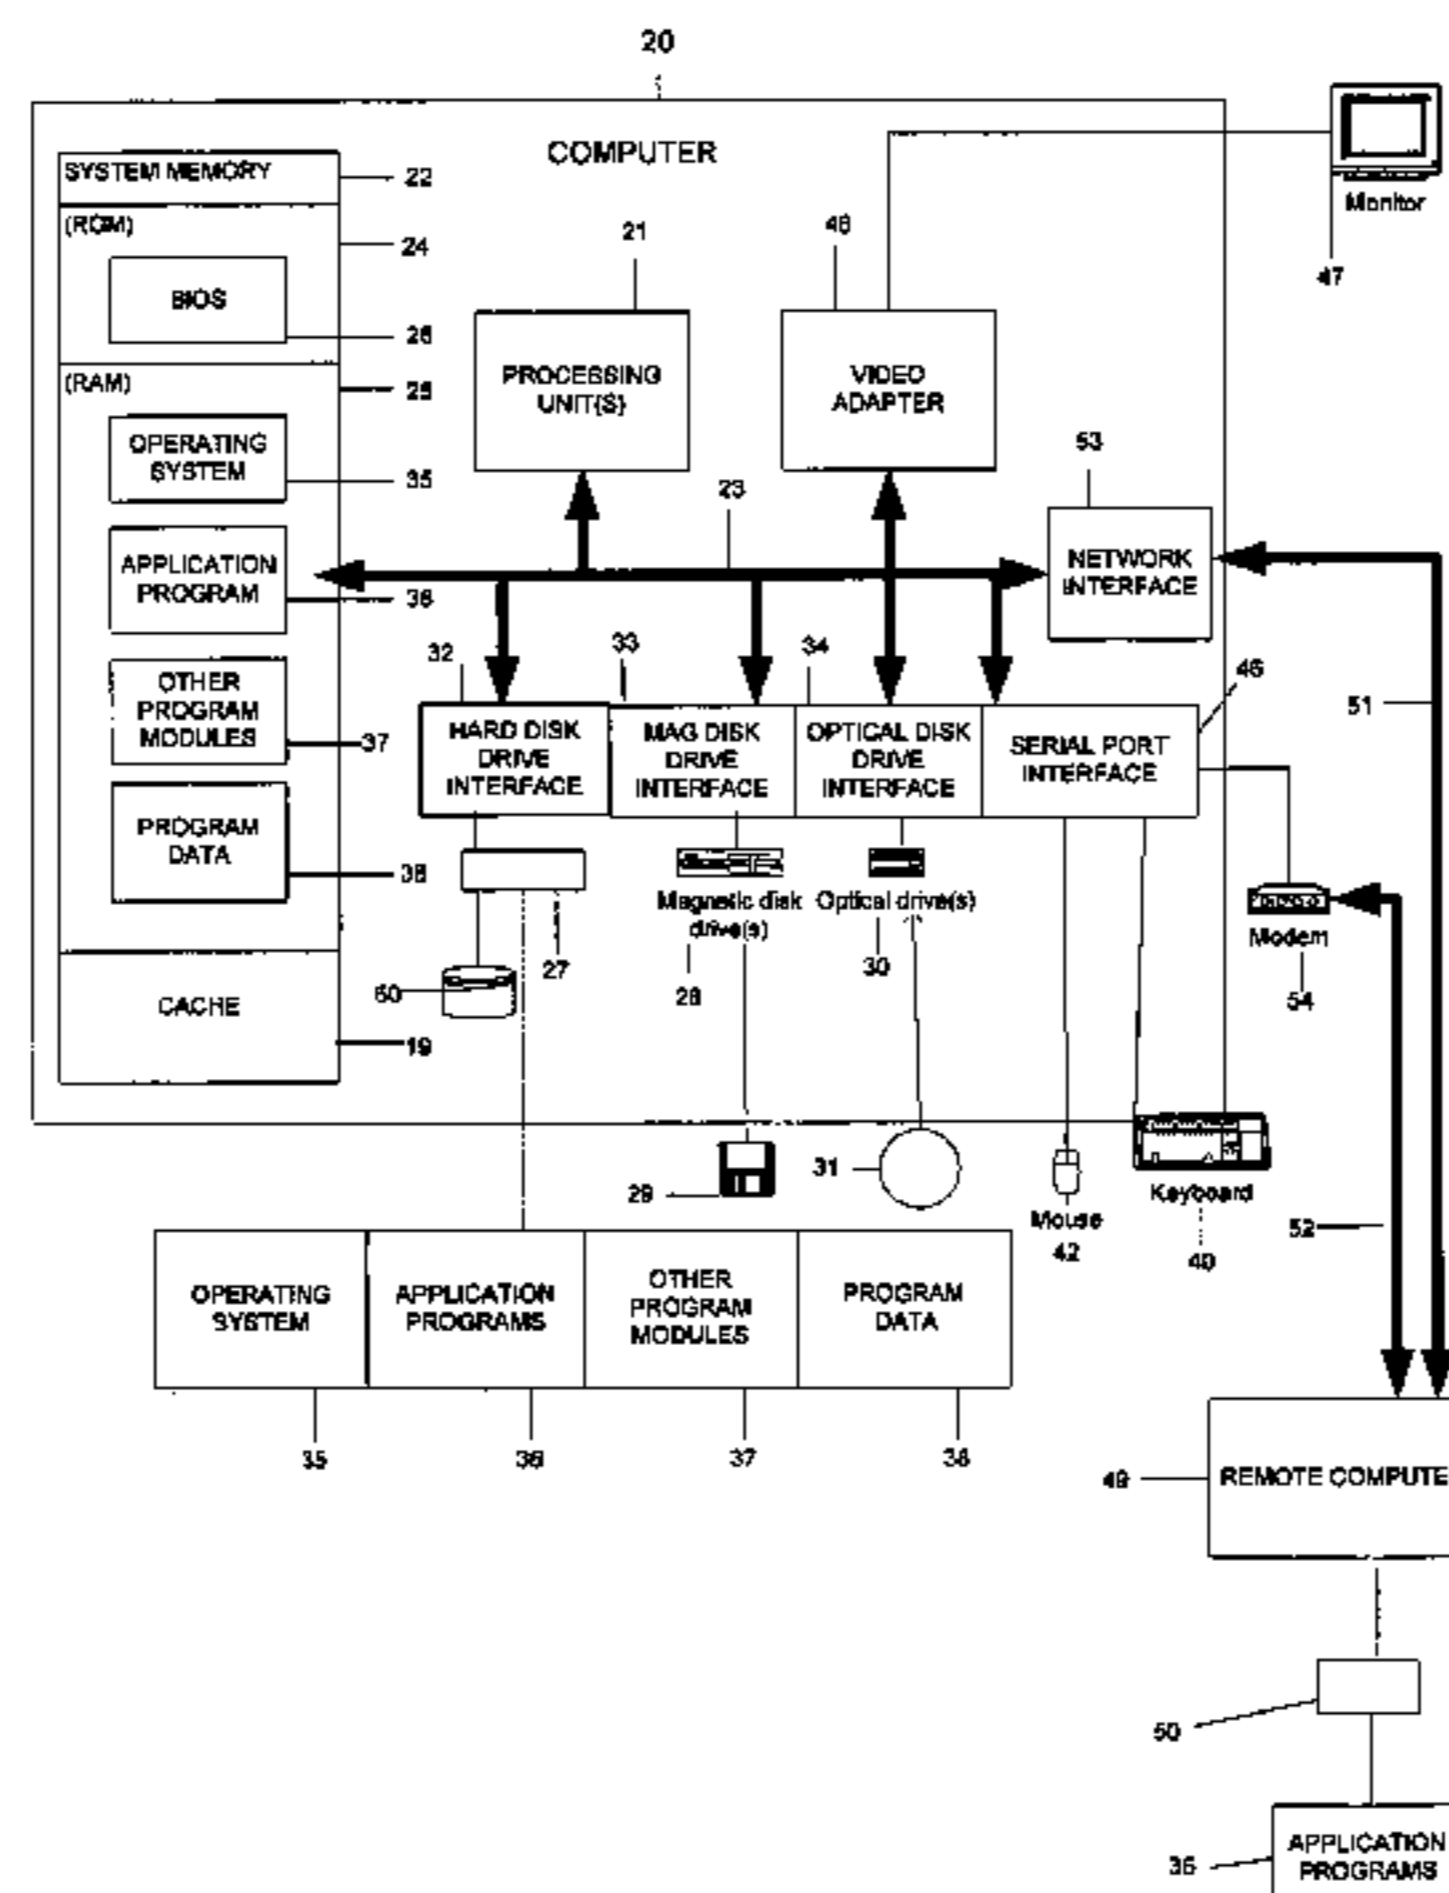 20
COMPUTER
SYSTEM MEMORY
22
(ROM)
24
BIOS
26
(RAM)
25
OPERATING
SYSTEM
35
APPLICATION
PROGRAM
36
OTHER
PROGRAM
MODULES
37
PROGRAM
DATA
38
CACHE
19
21
PROCESSING
UNIT(S)
48
VIDEO
ADAPTER
Monitor
47
23
53
NETWORK
INTERFACE
32
HARD DISK
DRIVE
INTERFACE
33
MAG DISK
DRIVE
INTERFACE
34
OPTICAL DISK
DRIVE
INTERFACE
46
SERIAL PORT
INTERFACE
51
27
60
Magnetic disk
drive(s)
28
Optical drive(s)
30
Modem
54
29
31
Mouse
42
Keyboard
40
52
OPERATING
SYSTEM
35
APPLICATION
PROGRAMS
36
OTHER
PROGRAM
MODULES
37
PROGRAM
DATA
38
49
REMOTE COMPUTE
50
36
APPLICATION
PROGRAMS